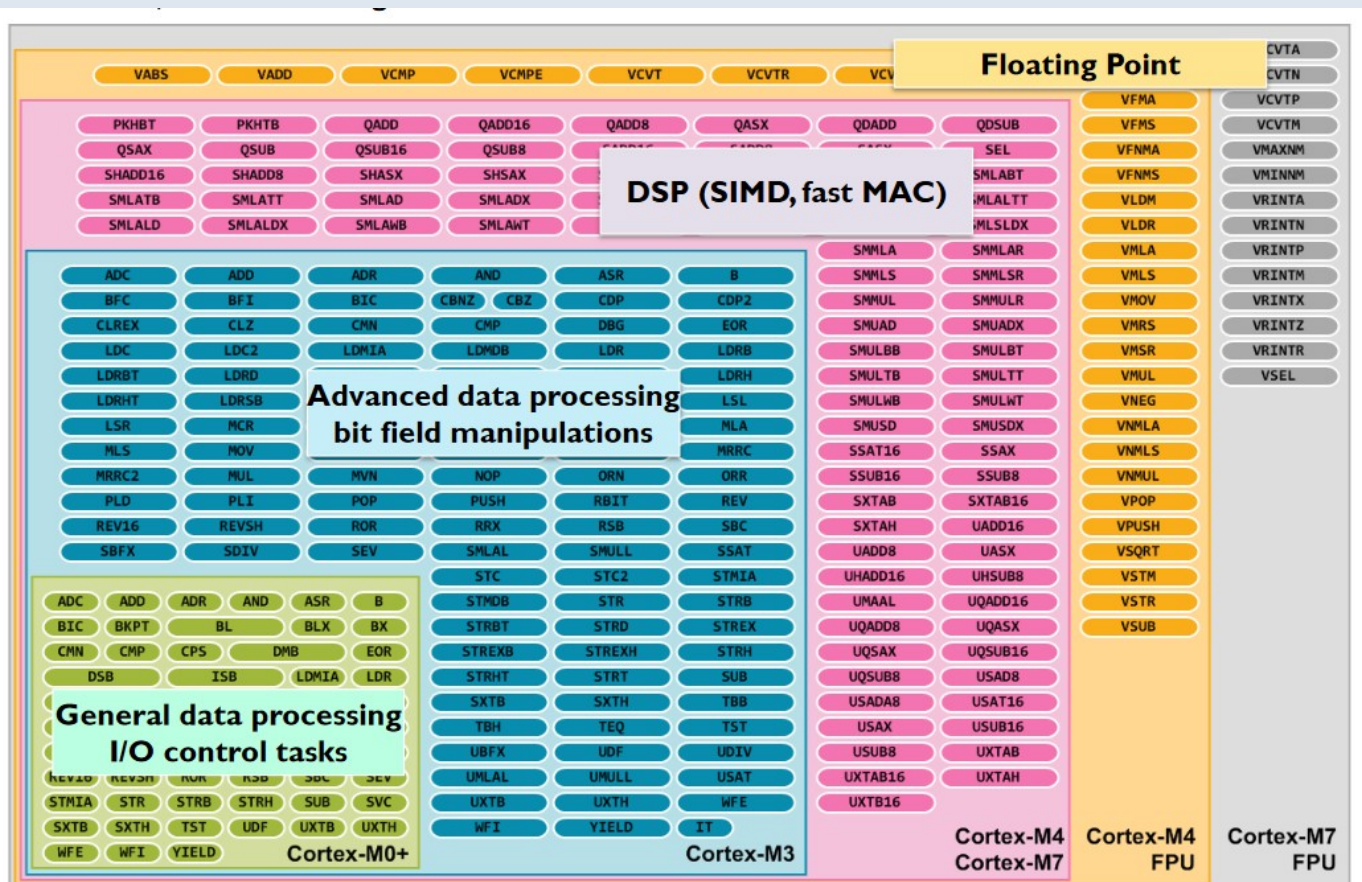 Floating Point CVTA
VABS VADD VCMP VCMPE VCVT VCVTR VCV CVTN
VFMA VCVTP
PKHBT PKHTB QADD QADD16 QADD8 QASX QDADD QDSUB VFMS VCVTM
QSAX QSUB QSUB16 QSUB8 SEL VFNMA VMAXNM
SHADD16 SHADD8 SHASX SHSAX SMLABT VFNMS VMINNM
DSP (SIMD, fast MAC)
SMLATB SMLATT SMLAD SMLADX SMLALTT VLDM VRINTA
SMLALD SMLALDX SMLAWB SMLAWT SMLSLDX VLDR VRINTN
SMMLA SMMLAR VMLA VRINTP
ADC ADD ADR AND ASR B SMMLS SMMLSR VMLS VRINTM
BFC BFI BIC CBNZ CBZ CDP CDP2 SMMUL SMMULR VMOV VRINTX
CLREX CLZ CMN CMP DBG EOR SMUAD SMUADX VMRS VRINTZ
LDC LDC2 LDMIA LDMDB LDR LDRB SMULBB SMULBT VMSR VRINTR
LDRBT LDRD LDRH SMULTB SMULTT VMUL VSEL
LDRHT LDRSB LSL SMULWB SMULWT VNEG
Advanced data processing
bit field manipulations
LSR MCR MLA SMUSD SMUSDX VNMLA
MLS MOV MRRC SSAT16 SSAX VNMLS
MRRC2 MUL MVN NOP ORN ORR SSUB16 SSUB8 VNMUL
PLD PLI POP PUSH RBIT REV SXTAB SXTAB16 VPOP
REV16 REVSH ROR RRX RSB SBC SXTAH UADD16 VPUSH
SBFX SDIV SEV SMLAL SMULL SSAT UADD8 UASX VSQRT
STC STC2 STMIA UHADD16 UHSUB8 VSTM
ADC ADD ADR AND ASR B STMDB STR STRB UMAAL UQADD16 VSTR
BIC BKPT BL BLX BX STRBT STRD STREX UQADD8 UQASX VSUB
CMN CMP CPS DMB EOR STREXB STREXH STRH UQSAX UQSUB16
DSB ISB LDMIA LDR STRHT STRT SUB UQSUB8 USAD8
SXTB SXTH TBB USADA8 USAT16
General data processing
I/O control tasks
TBH TEQ TST USAX USUB16
UBFX UDF UDIV USUB8 UXTAB
REV16 REVSH ROR RSB SBC SEV UMLAL UMULL USAT UXTAB16 UXTAH
STMIA STR STRB STRH SUB SVC UXTB UXTH WFE UXTB16
SXTB SXTH TST UDF UXTB UXTH WFI YIELD IT
WFE WFI YIELD Cortex-M0+ Cortex-M3
Cortex-M4 Cortex-M4 Cortex-M7
Cortex-M7 FPU FPU